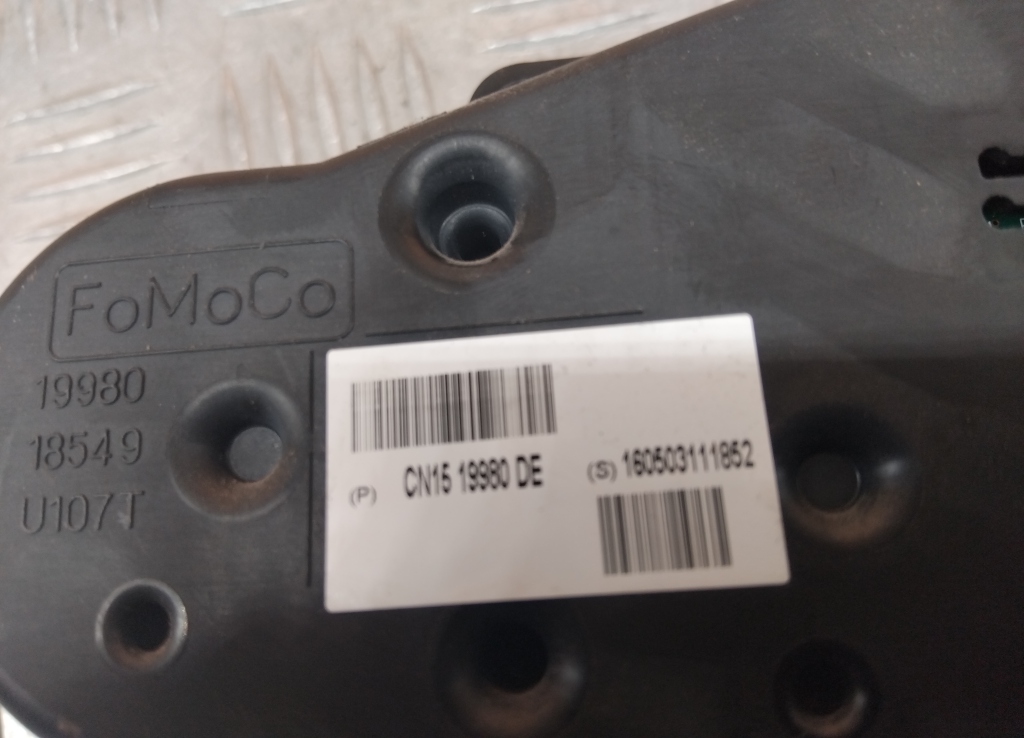 FoMoCo
19980
18549
U107T
(P) CN15 19980 DE
(S) 160503111852